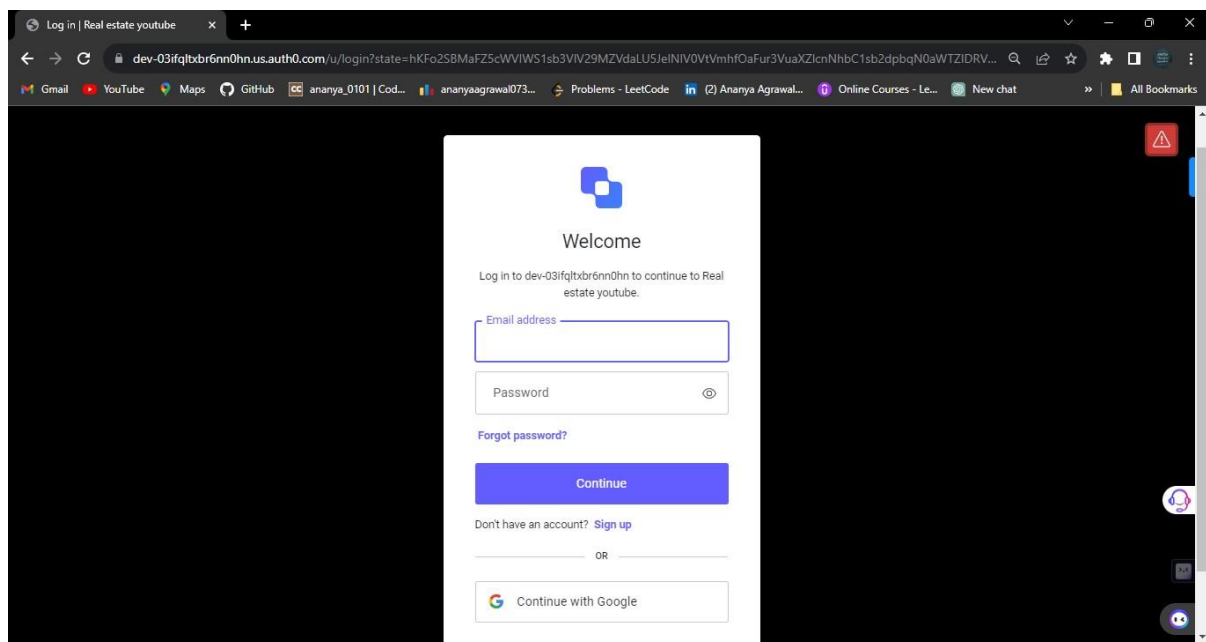 Log in | Real estate youtube
dev-03ifqltxbr6nn0hn.us.auth0.com/u/login?state=
Gmail YouTube Maps GitHub CC ananya_0101 | Cod... ananyaagrawal073... Problems - LeetCode in (2) Ananya Agrawal... Online Courses - Le... New chat » All Bookmarks
Welcome
Log in to dev-03ifqltxbr6nn0hn to continue to Real
estate youtube.
Email address
Password
Forgot password?
Continue
Don't have an account? Sign up
OR
Continue with Google